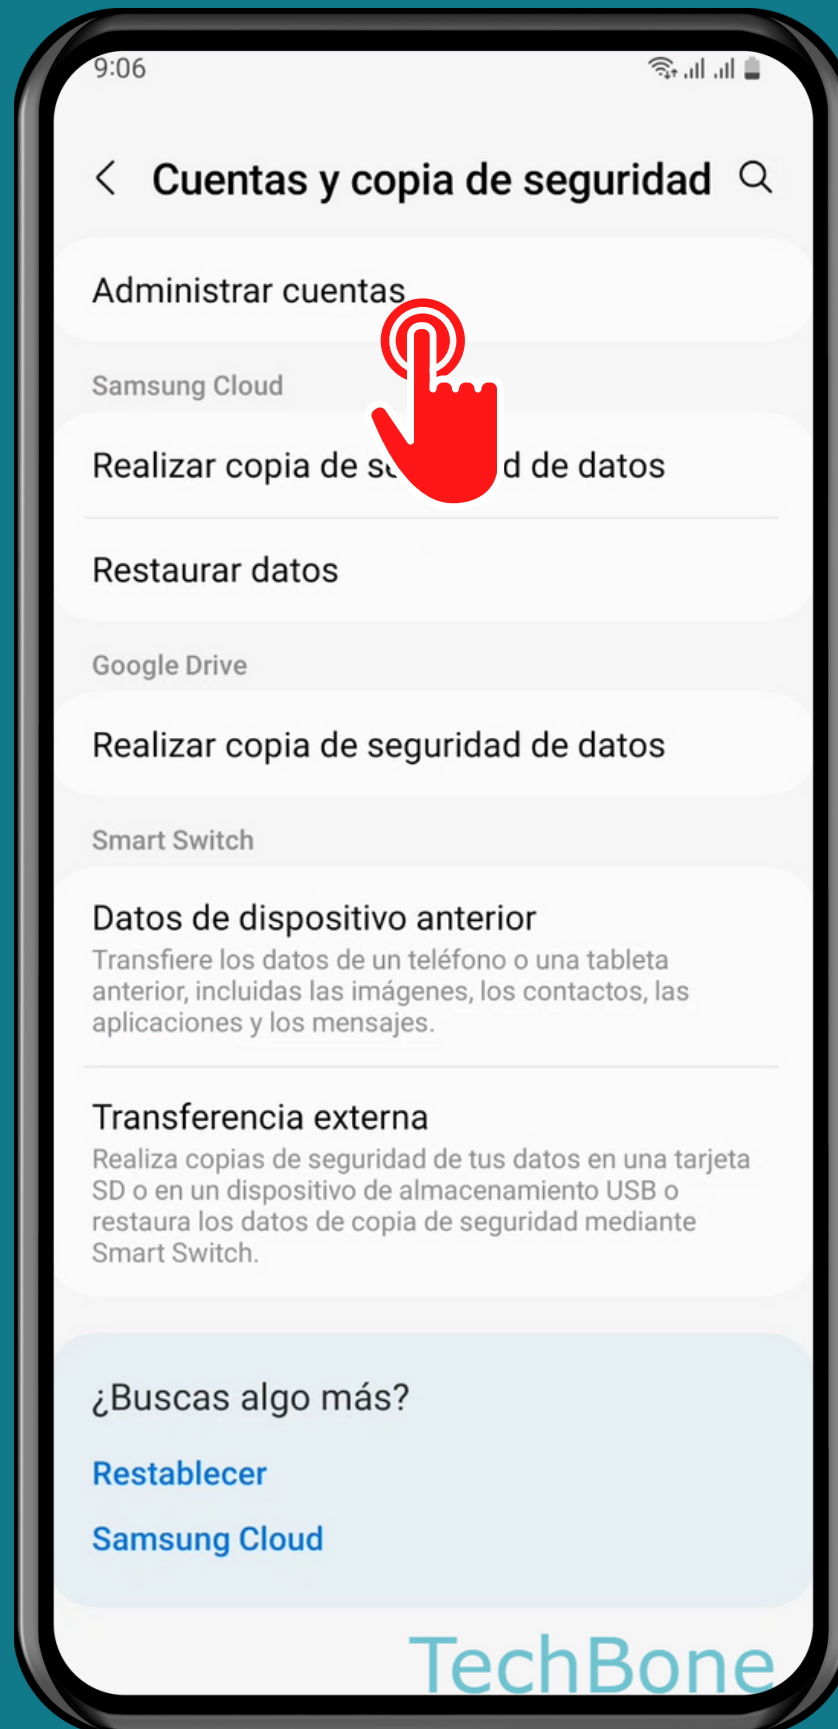 9:06
Cuentas y copia de seguridad
Administrar cuentas
Samsung Cloud
Realizar copia de se d de datos
Restaurar datos
Google Drive
Realizar copia de seguridad de datos
Smart Switch
Datos de dispositivo anterior
Transfiere los datos de un teléfono o una tableta
anterior, incluidas las imágenes, los contactos, las
aplicaciones y los mensajes.
Transferencia externa
Realiza copias de seguridad de tus datos en una tarjeta
SD o en un dispositivo de almacenamiento USB o
restaura los datos de copia de seguridad mediante
Smart Switch.
¿Buscas algo más?
Restablecer
Samsung Cloud
TechBone